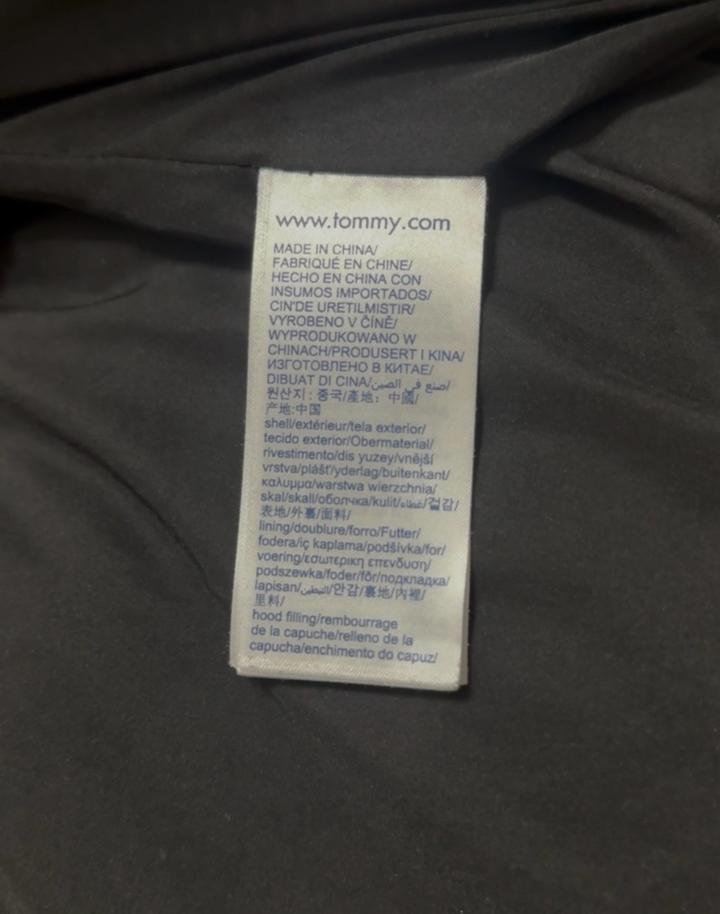 www.tommy.com
MADE IN CHINA/
FABRIQUÉ EN CHINE/
HECHO EN CHINA CON
INSUMOS IMPORTADOS/
CIN'DE URETILMISTIR/
VYROBENO V ČÍNĚ/
WYPRODUKOWANO W
CHINACH/PRODUSERT I KINA/
ИЗГОТОВЛЕНО В КИТАЕ/
DIBUAT DI CINA/صنع في الصين/
원산지: 중국/產地: 中國/
产地:中国
shell/extérieur/tela exterior/
tecido exterior/Obermaterial/
rivestimento/dis yuzey/vnější
vrstva/plášť/yderlag/buitenkant/
καλυμμα/warstwa wierzchnia/
skal/skall/оболчка/kulit/غطاء/겉감/
表地/外裏/面料/
lining/doublure/forro/Futter/
fodera/iç kaplama/podšívka/for/
voering/εσωτερικη επενδυση/
podszewka/foder/fôr/подкладка/
lapisan/التبطين/안감/裏地/內裡/
里料/
hood filling/rembourrage
de la capuche/relleno de la
capucha/enchimento do capuz/